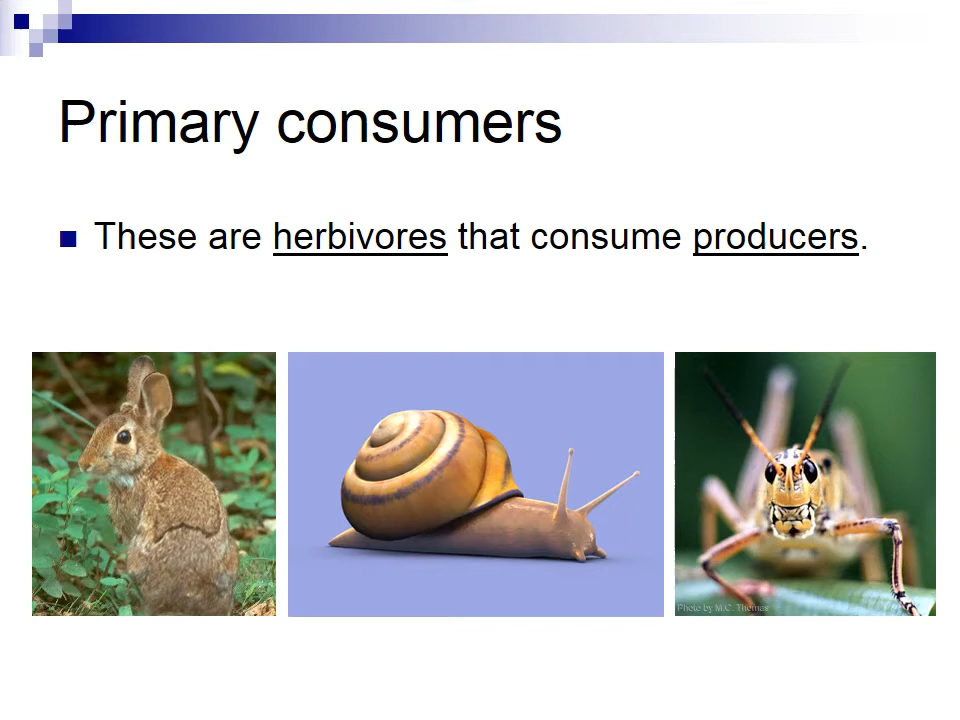 Primary consumers
These are herbivores that consume producers.
Photo by M.C. Thomas